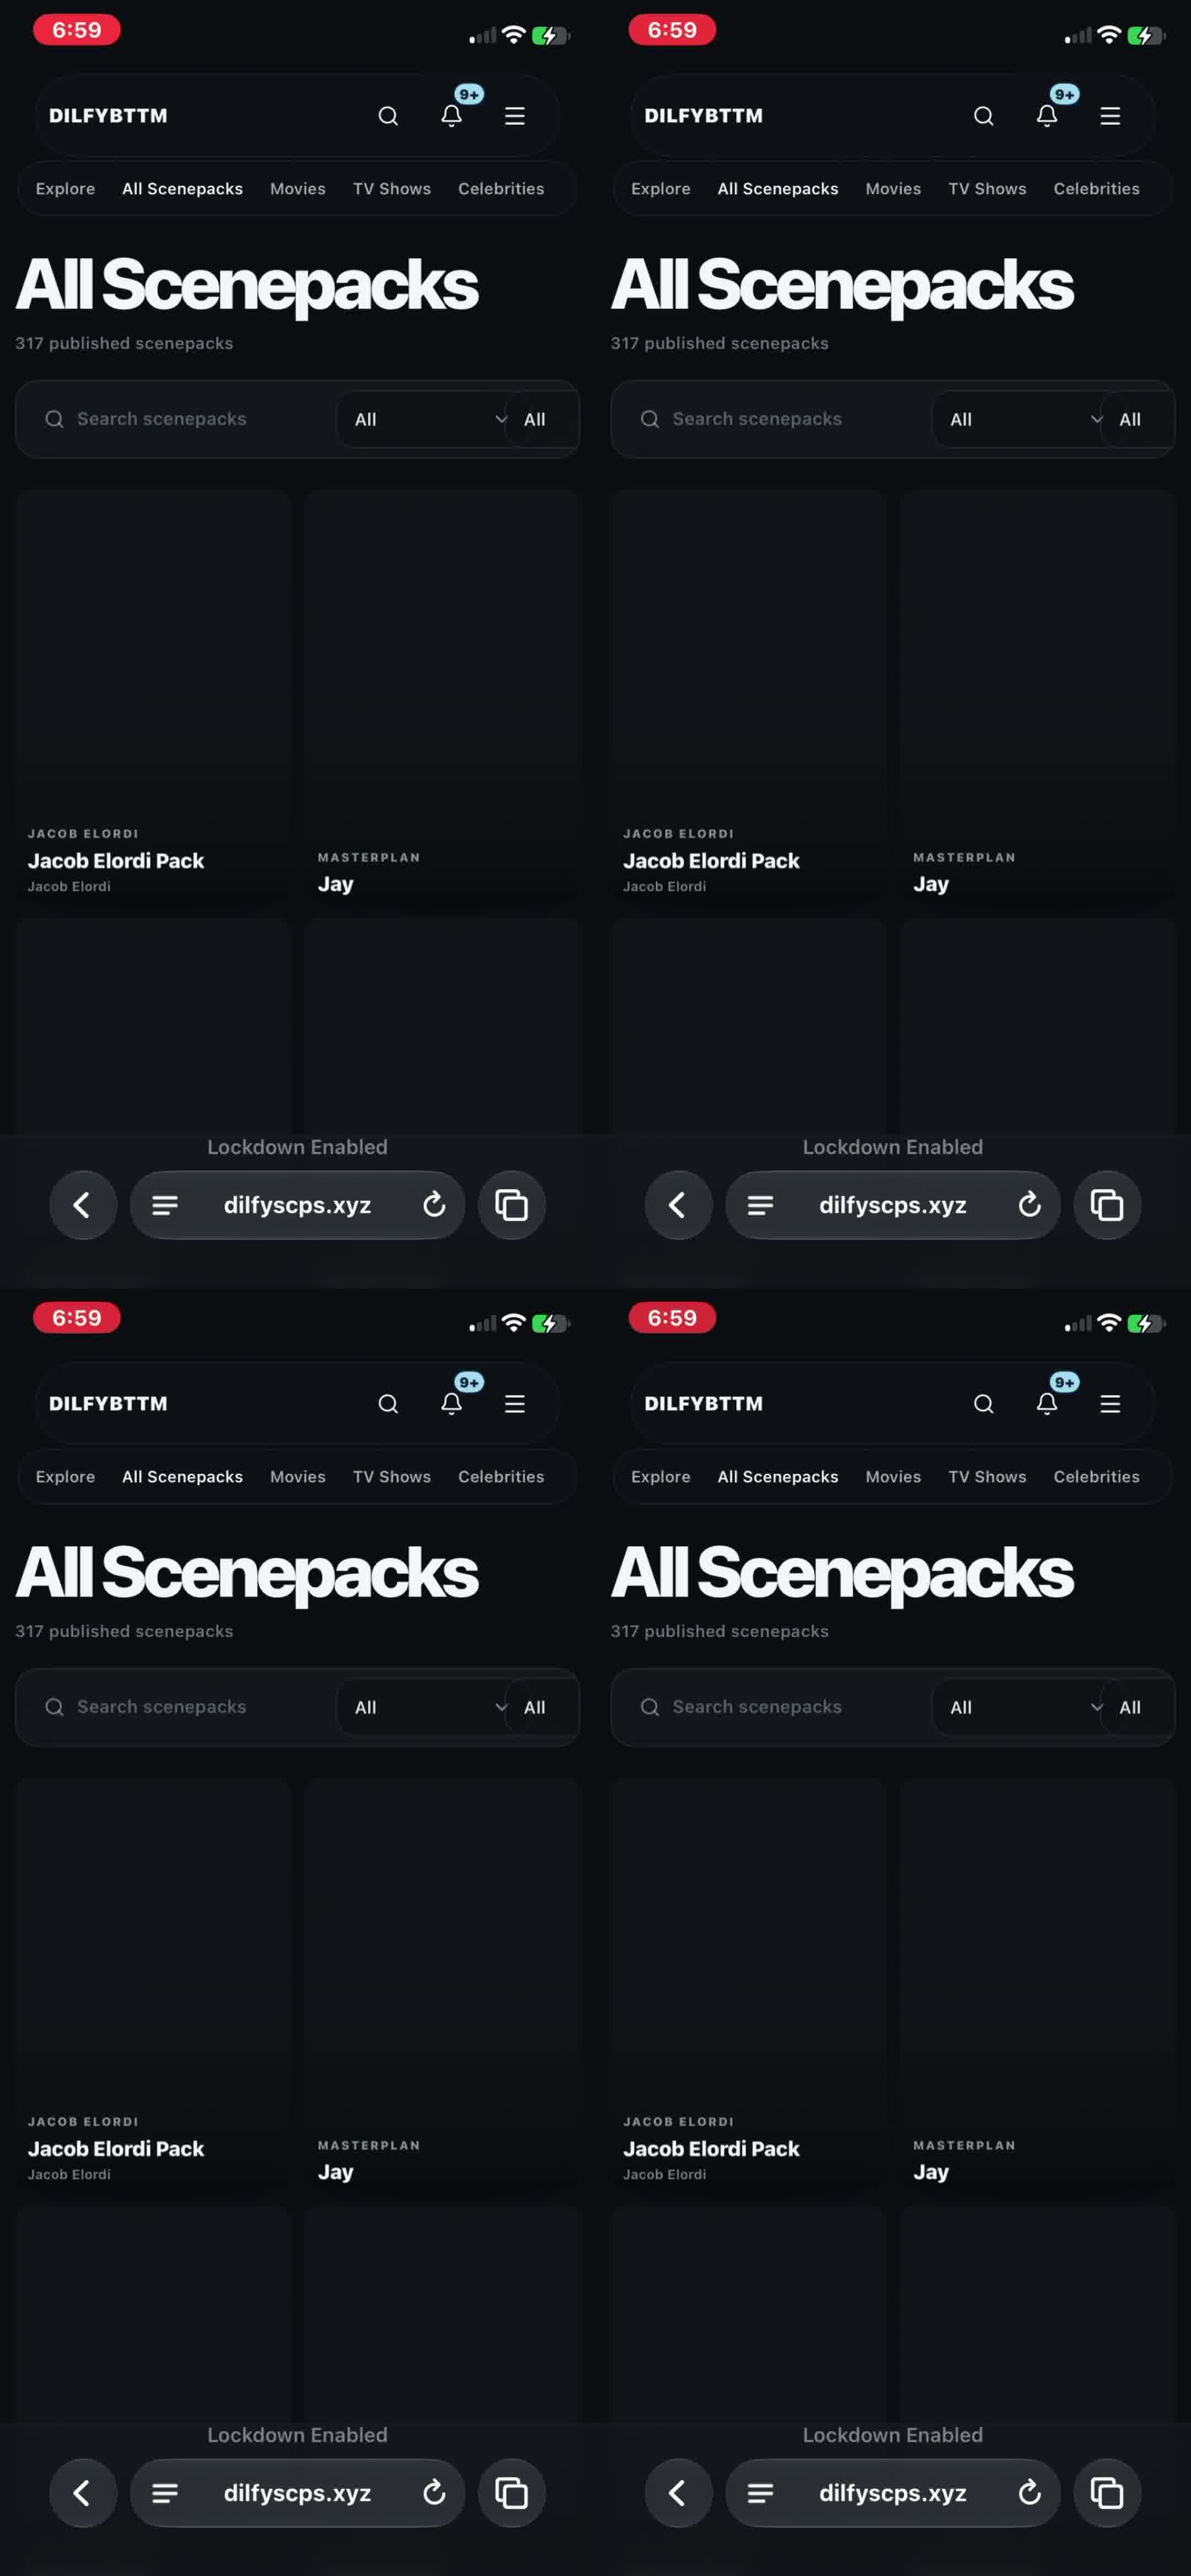 6:59
DILFYBTTM
9+
Explore All Scenepacks Movies TV Shows Celebrities
All Scenepacks
317 published scenepacks
Search scenepacks All All
JACOB ELORDI
Jacob Elordi Pack
Jacob Elordi
MASTERPLAN
Jay
Lockdown Enabled
dilfyscps.xyz
6:59
DILFYBTTM
9+
Explore All Scenepacks Movies TV Shows Celebrities
All Scenepacks
317 published scenepacks
Search scenepacks All All
JACOB ELORDI
Jacob Elordi Pack
Jacob Elordi
MASTERPLAN
Jay
Lockdown Enabled
dilfyscps.xyz
6:59
DILFYBTTM
9+
Explore All Scenepacks Movies TV Shows Celebrities
All Scenepacks
317 published scenepacks
Search scenepacks All All
JACOB ELORDI
Jacob Elordi Pack
Jacob Elordi
MASTERPLAN
Jay
Lockdown Enabled
dilfyscps.xyz
6:59
DILFYBTTM
9+
Explore All Scenepacks Movies TV Shows Celebrities
All Scenepacks
317 published scenepacks
Search scenepacks All All
JACOB ELORDI
Jacob Elordi Pack
Jacob Elordi
MASTERPLAN
Jay
Lockdown Enabled
dilfyscps.xyz